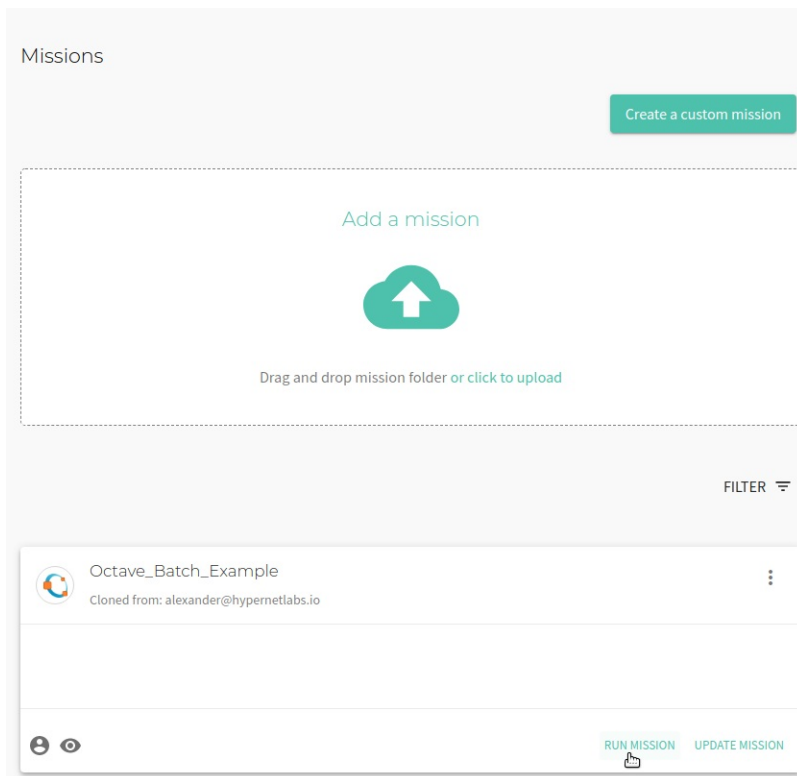 Missions
Create a custom mission
Add a mission
Drag and drop mission folder or click to upload
FILTER
Octave_Batch_Example
Cloned from: alexander@hypernetlabs.io
RUN MISSION UPDATE MISSION